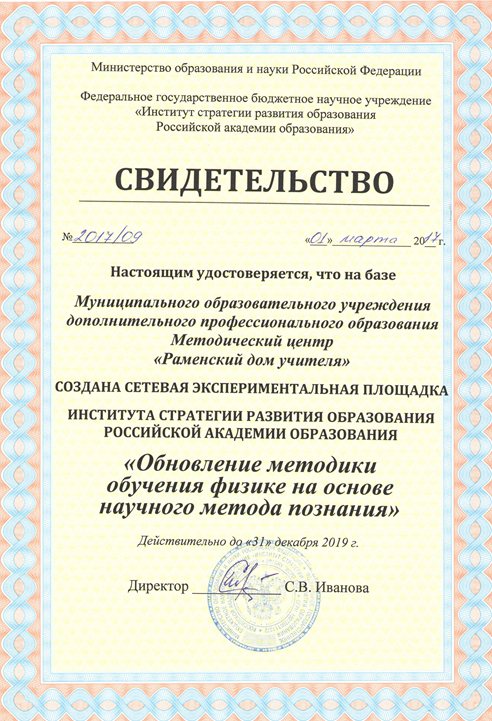 Министерство образования и науки Российской Федерации
Федеральное государственное бюджетное научное учреждение
«Институт стратегии развития образования
Российской академии образования»
СВИДЕТЕЛЬСТВО
№ 2017/09 «01» марта 2017 г.
Настоящим удостоверяется, что на базе
Муниципального образовательного учреждения
дополнительного профессионального образования
Методический центр
«Раменский дом учителя»
СОЗДАНА СЕТЕВАЯ ЭКСПЕРИМЕНТАЛЬНАЯ ПЛОЩАДКА
ИНСТИТУТА СТРАТЕГИИ РАЗВИТИЯ ОБРАЗОВАНИЯ
РОССИЙСКОЙ АКАДЕМИИ ОБРАЗОВАНИЯ
«Обновление методики
обучения физике на основе
научного метода познания»
Действительно до «31» декабря 2019 г.
Директор С.В. Иванова